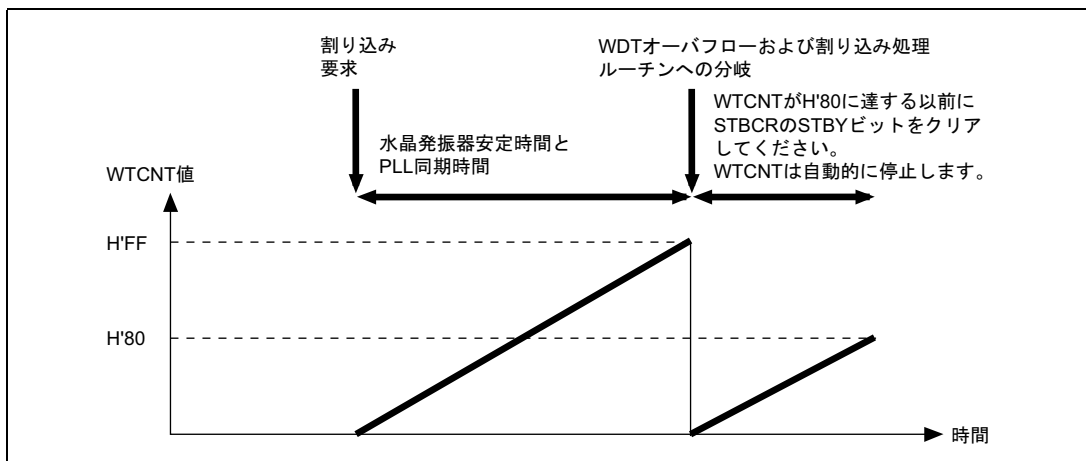 割り込み
要求
WDTオーバフローおよび割り込み処理
ルーチンへの分岐
WTCNTがH'80に達する以前に
STBCRのSTBYビットをクリア
してください。
WTCNTは自動的に停止します。
水晶発振器安定時間と
PLL同期時間
WTCNT値
H'FF
H'80
時間